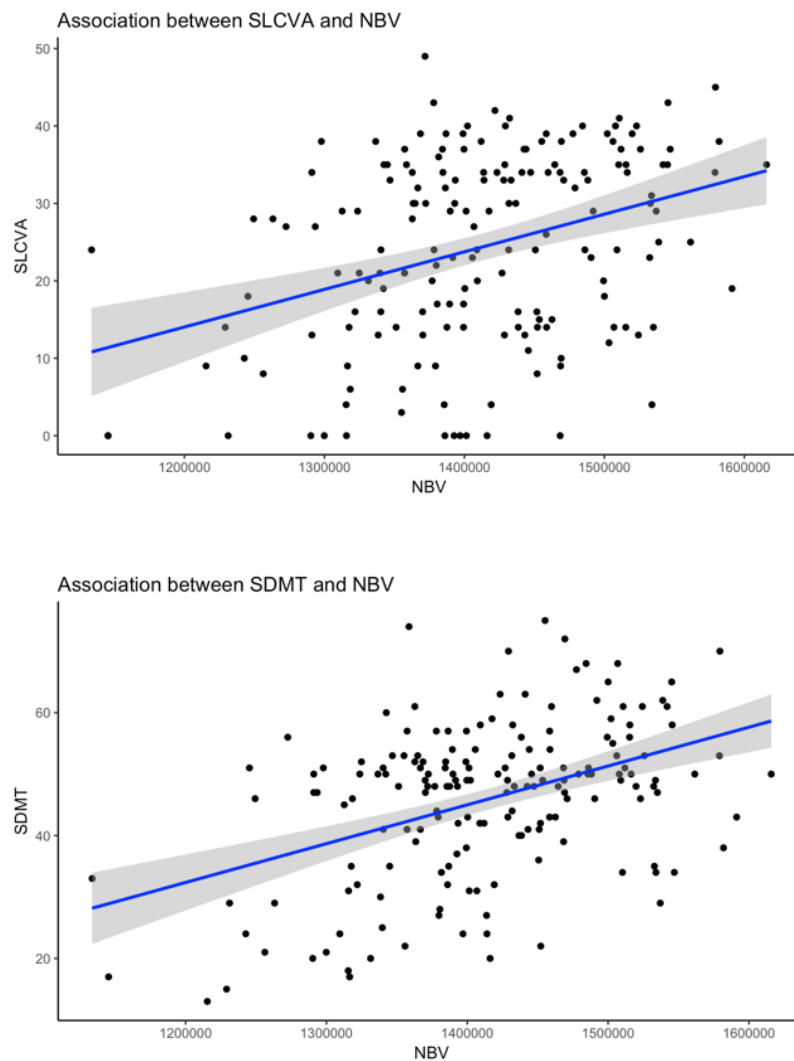 Association between SLCVA and NBV
50
40
30
20
10
0
SLCVA
1200000 1300000 1400000 1500000 1600000
NBV
Association between SDMT and NBV
60
40
20
SDMT
1200000 1300000 1400000 1500000 1600000
NBV